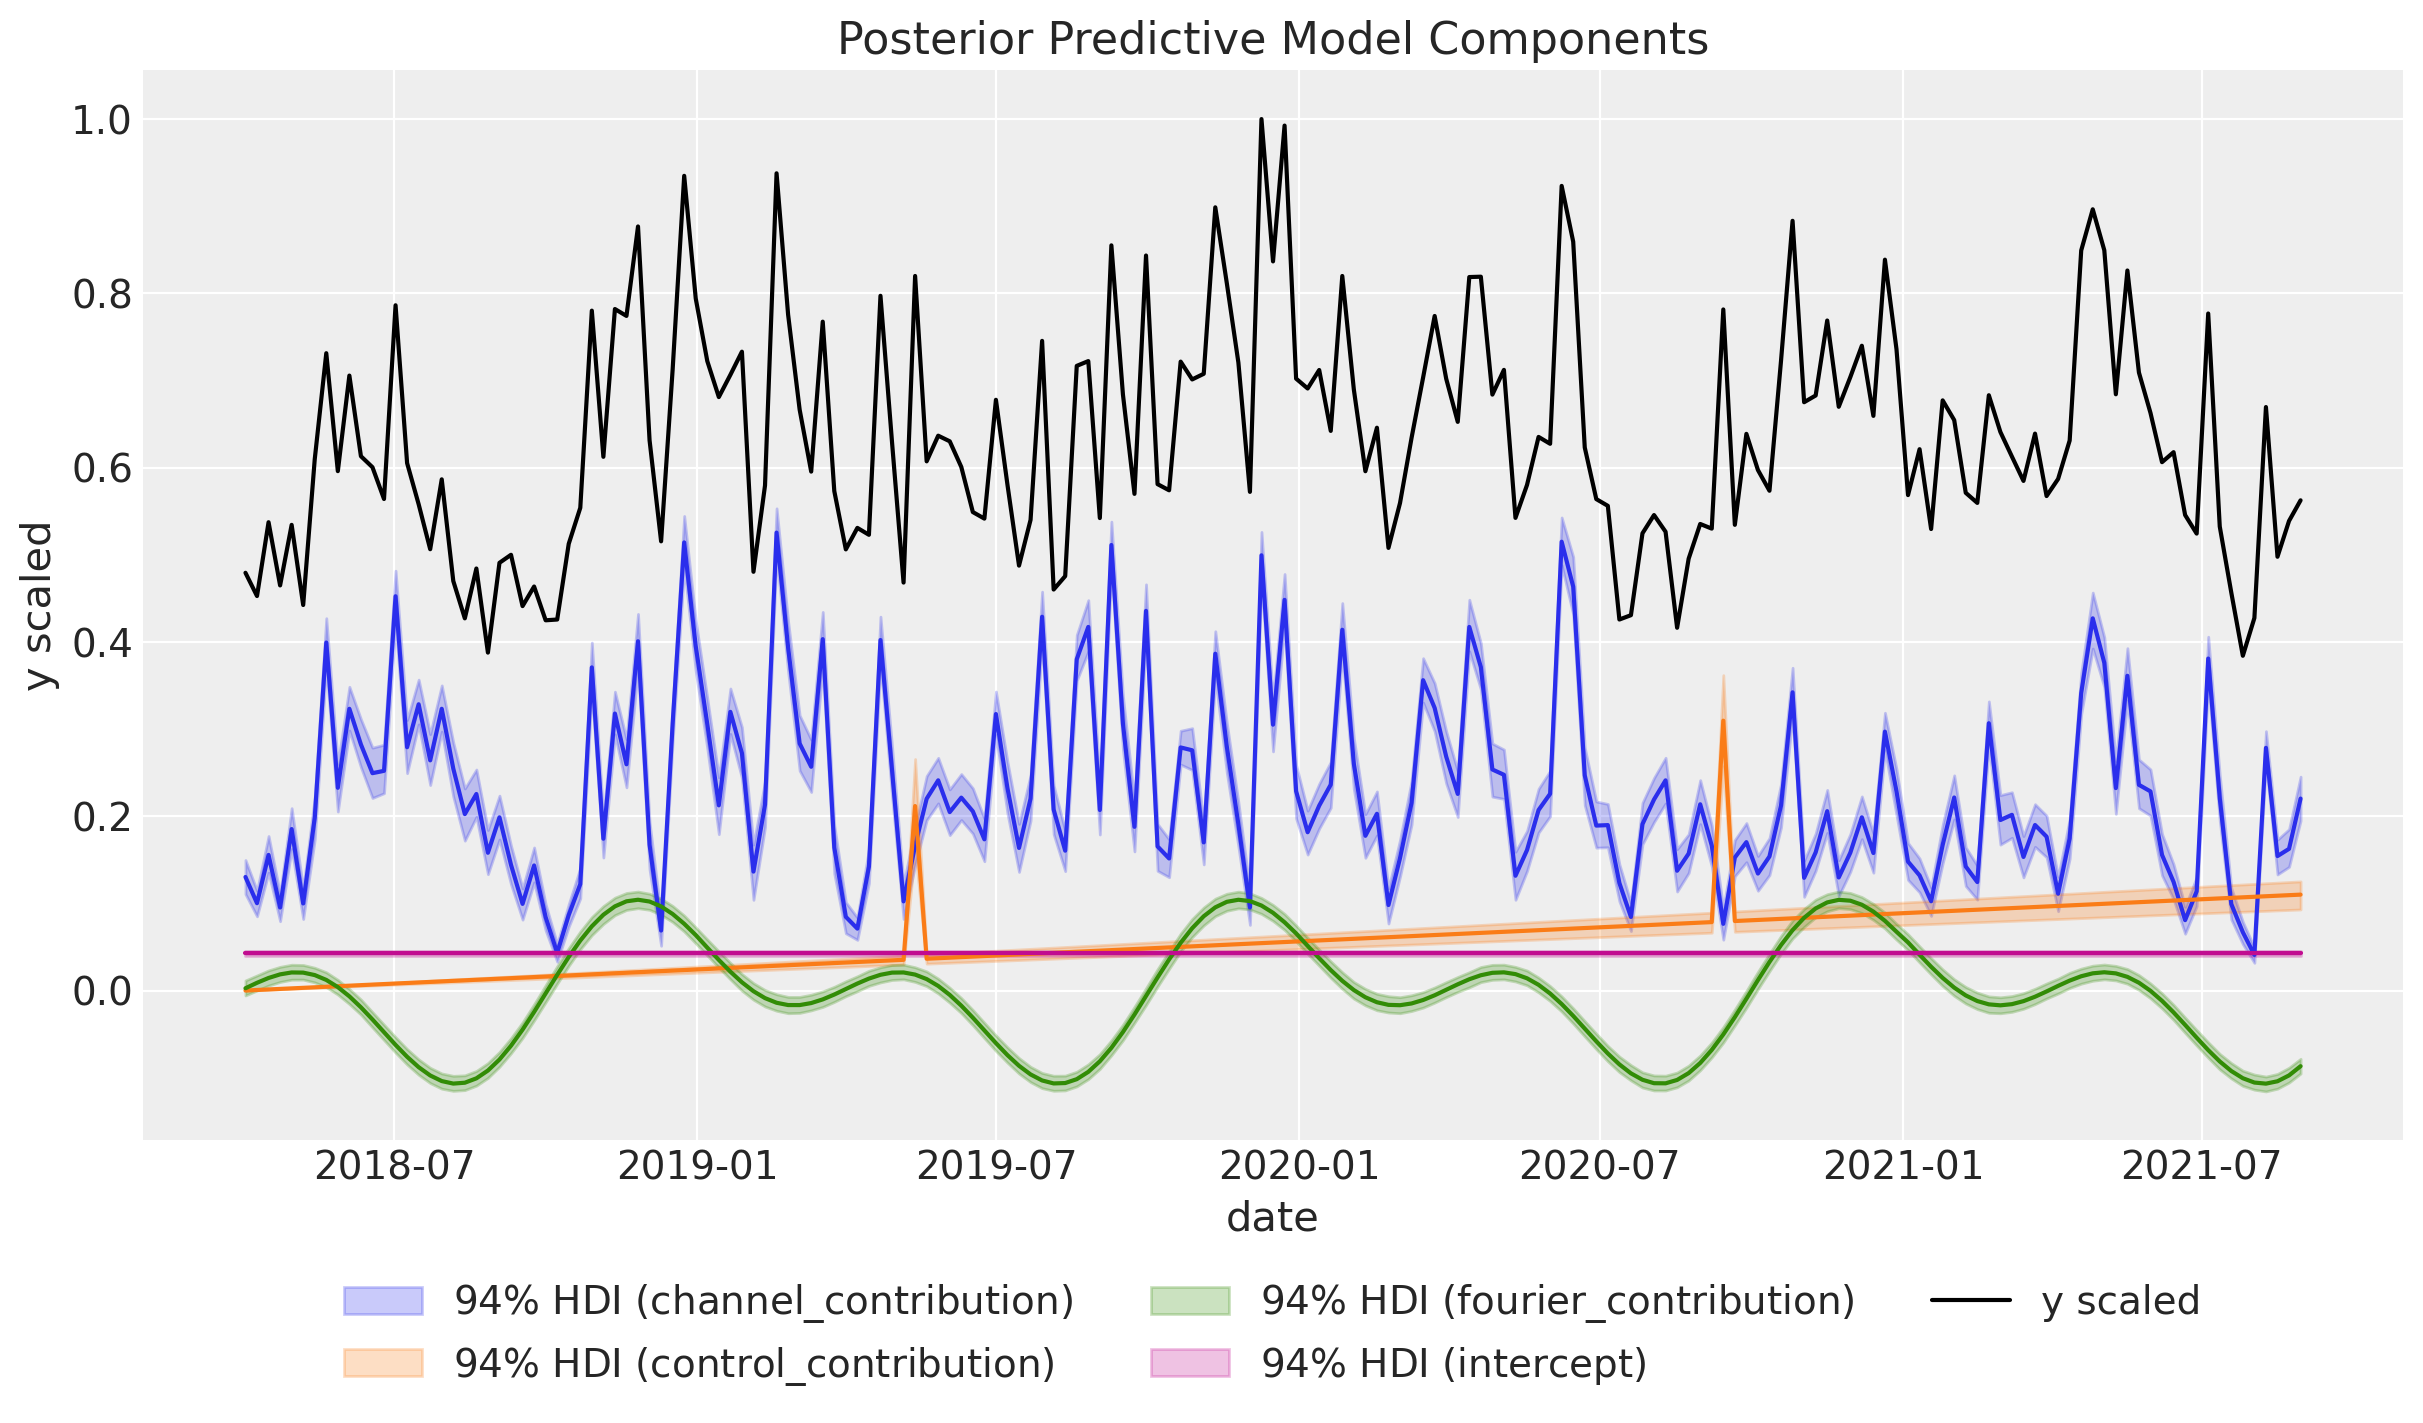 Posterior Predictive Model Components
1.0
0.8
0.6
0.4
0.2
0.0
y scaled
2018-07 2019-01 2019-07 2020-01 2020-07 2021-01 2021-07
date
94% HDI (channel_contribution) 94% HDI (fourier_contribution) y scaled
94% HDI (control_contribution) 94% HDI (intercept)